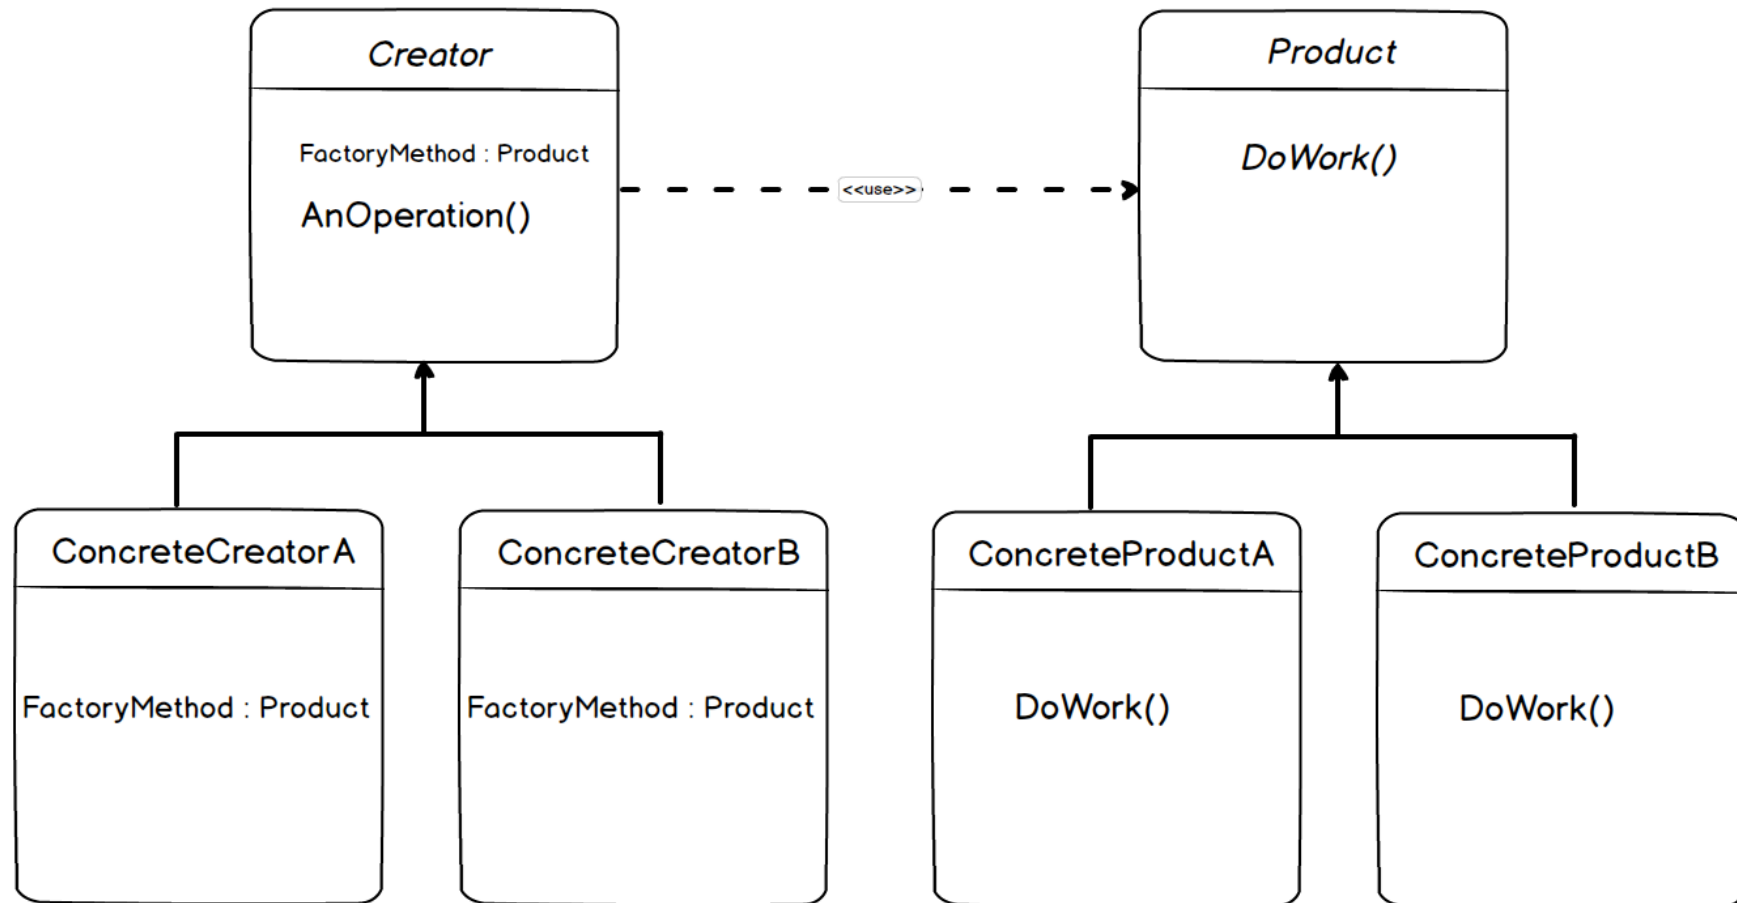 Creator
FactoryMethod : Product
AnOperation()
<<use>>
Product
DoWork()
ConcreteCreatorA
FactoryMethod : Product
ConcreteCreatorB
FactoryMethod : Product
ConcreteProductA
DoWork()
ConcreteProductB
DoWork()